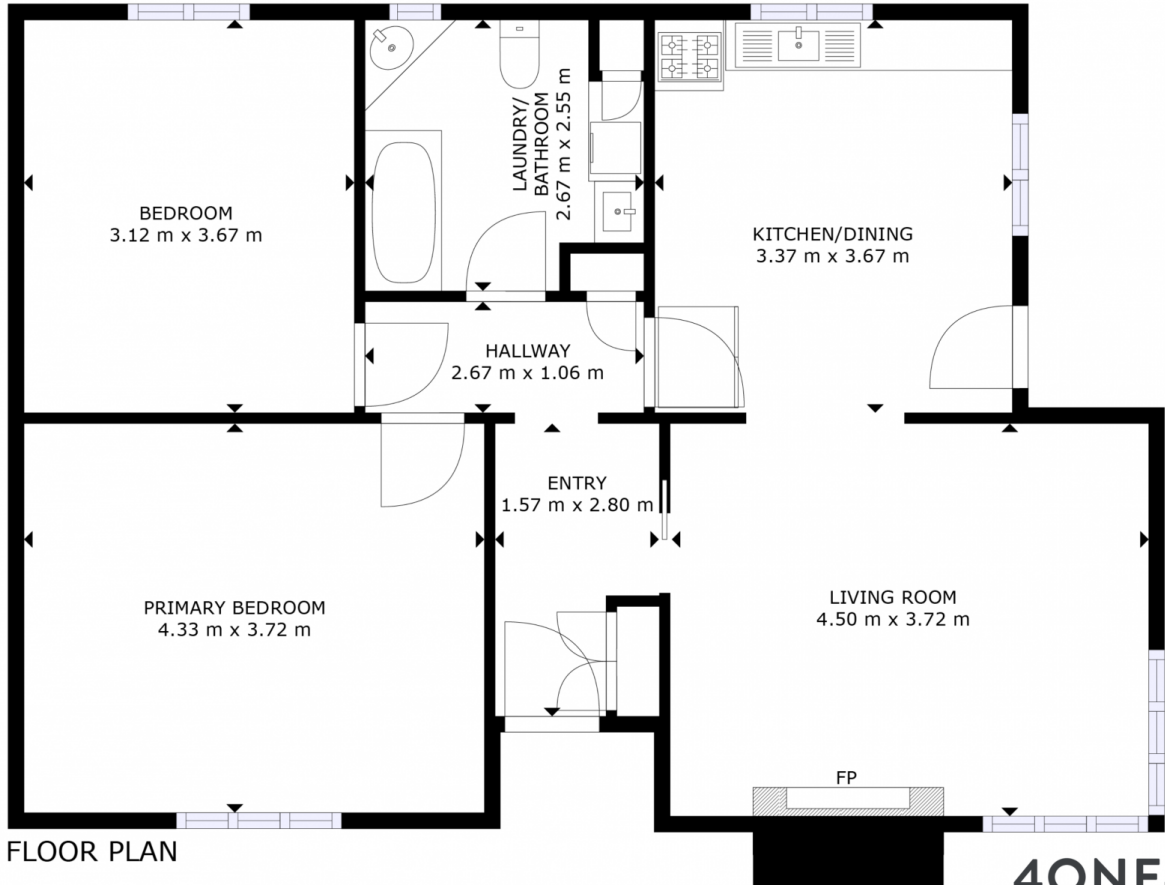 LAUNDRY/
BATHROOM
2.67 m x 2.55 m
BEDROOM
3.12 m x 3.67 m
KITCHEN/DINING
3.37 m x 3.67 m
HALLWAY
2.67 m x 1.06 m
ENTRY
1.57 m x 2.80 m
PRIMARY BEDROOM
4.33 m x 3.72 m
LIVING ROOM
4.50 m x 3.72 m
FP
FLOOR PLAN